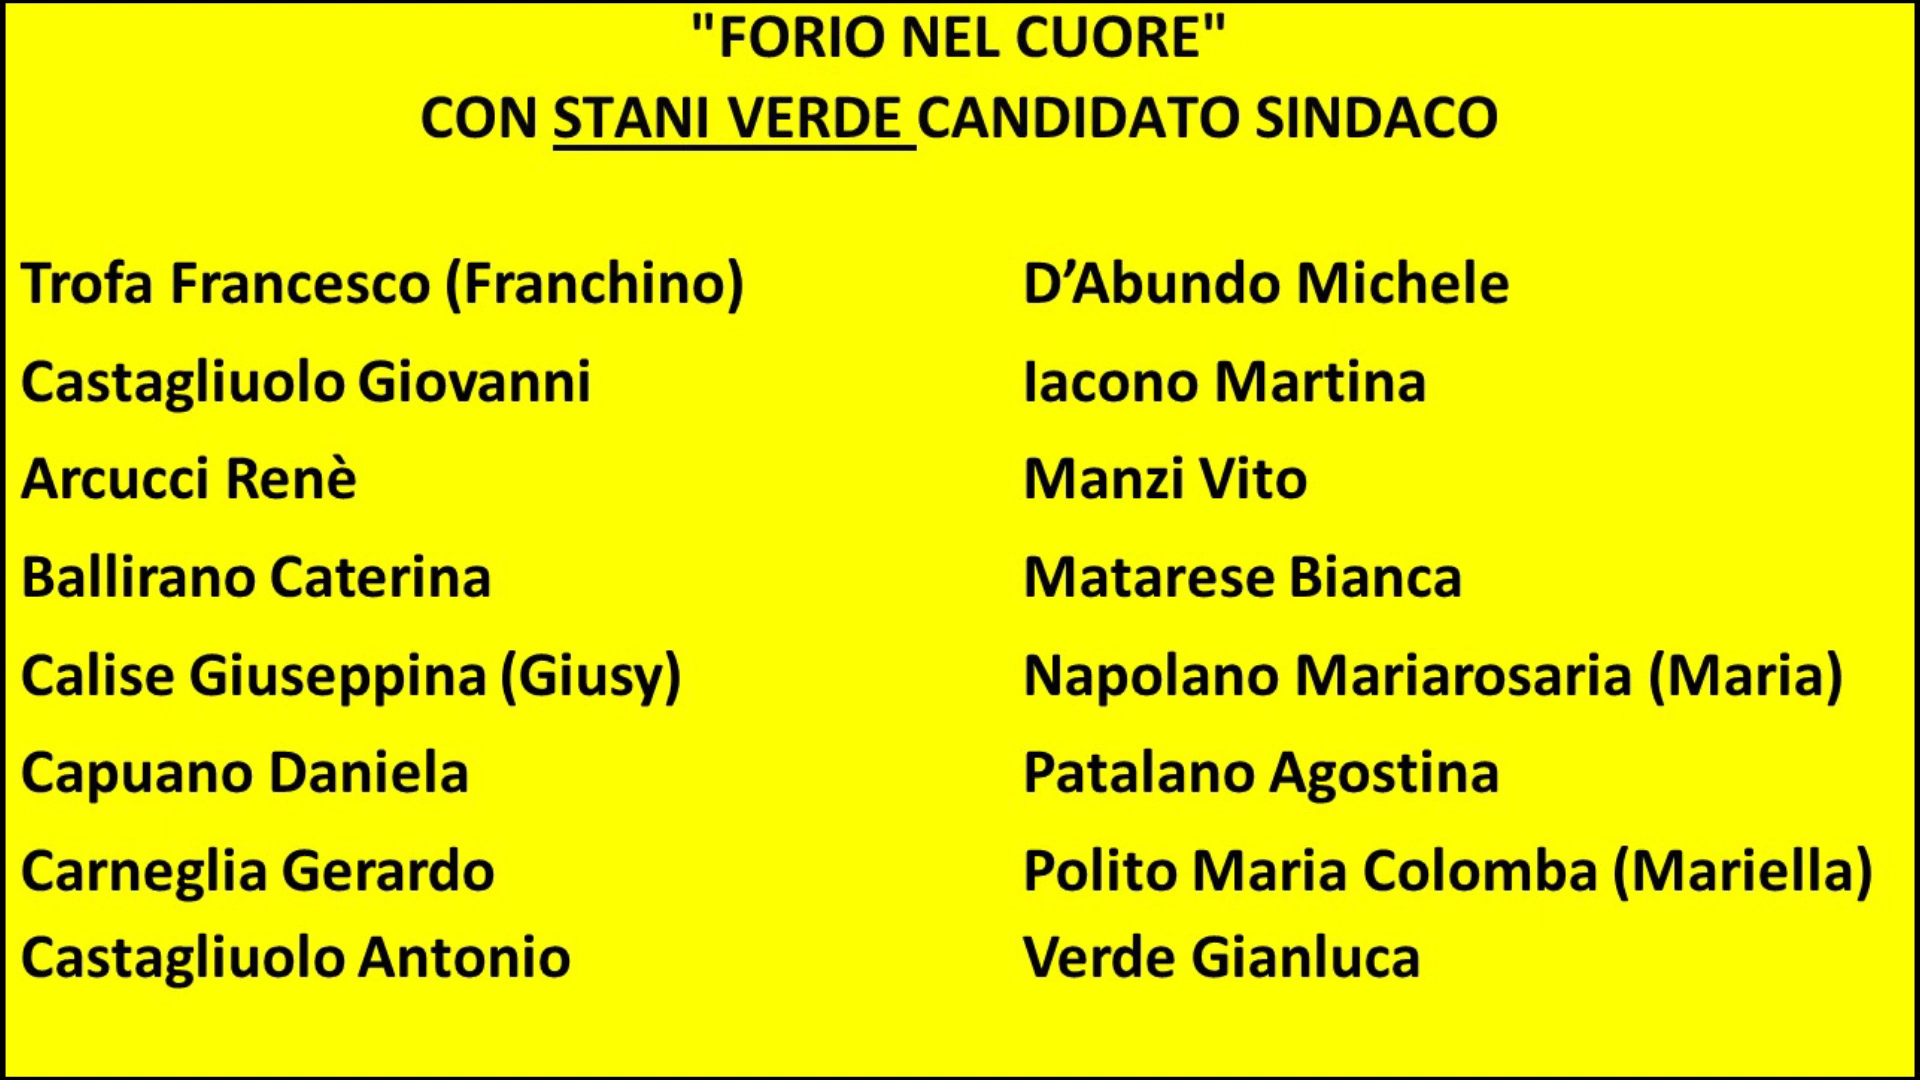 "FORIO NEL CUORE"
CON STANI VERDE CANDIDATO SINDACO
Trofa Francesco (Franchino)
Castagliuolo Giovanni
Arcucci Renè
Ballirano Caterina
Calise Giuseppina (Giusy)
Capuano Daniela
Carneglia Gerardo
Castagliuolo Antonio
D’Abundo Michele
Iacono Martina
Manzi Vito
Matarese Bianca
Napolano Mariarosaria (Maria)
Patalano Agostina
Polito Maria Colomba (Mariella)
Verde Gianluca